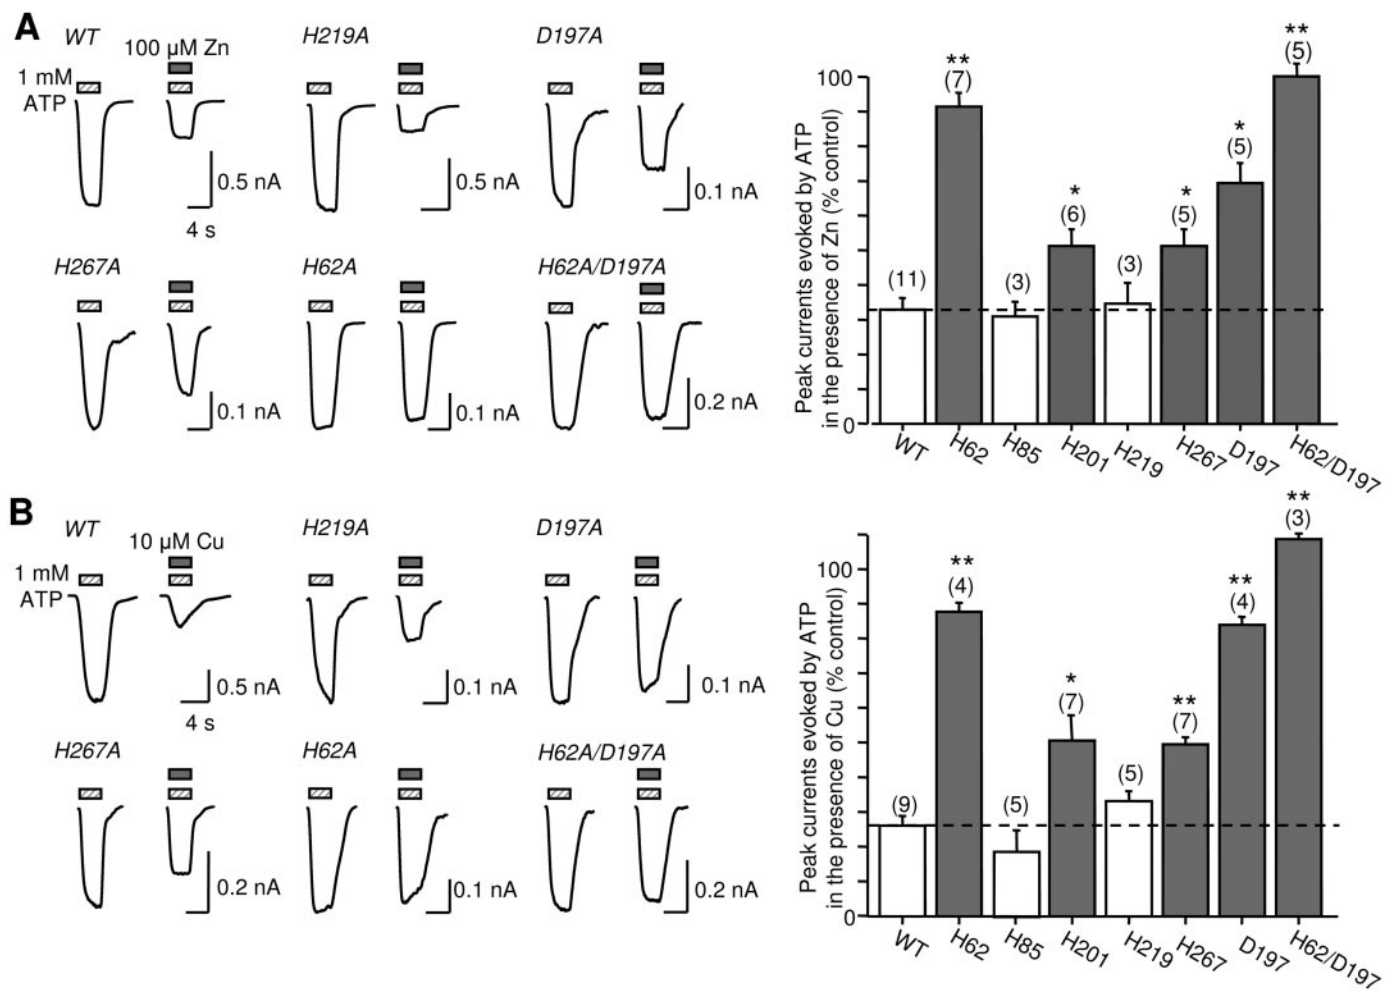 A
WT
100 µM Zn
1 mM
ATP
0.5 nA
4 s
H219A
0.5 nA
D197A
0.1 nA
H267A
0.1 nA
H62A
0.1 nA
H62A/D197A
0.2 nA
Peak currents evoked by ATP
in the presence of Zn (% control)
100
0
(11)
**
(7)
(3)
*
(6)
(3)
*
(5)
*
(5)
**
(5)
WT
H62
H85
H201
H219
H267
D197
H62/D197
B
WT
10 µM Cu
1 mM
ATP
0.5 nA
4 s
H219A
0.1 nA
D197A
0.1 nA
H267A
0.2 nA
H62A
0.1 nA
H62A/D197A
0.2 nA
Peak currents evoked by ATP
in the presence of Cu (% control)
100
0
(9)
**
(4)
(5)
*
(7)
(5)
**
(7)
**
(4)
**
(3)
WT
H62
H85
H201
H219
H267
D197
H62/D197